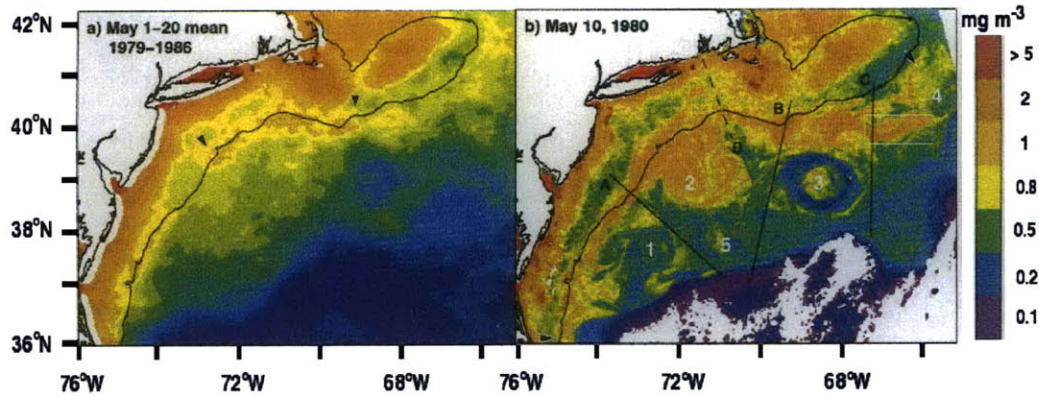 a) May 1–20 mean
1979–1986
b) May 10, 1980
mg m-3
42°N
40°N
38°N
36°N
76°W
72°W
68°W
76°W
72°W
68°W
A
B
C
D
1
2
3
4
5
> 5
2
1
0.8
0.5
0.2
0.1